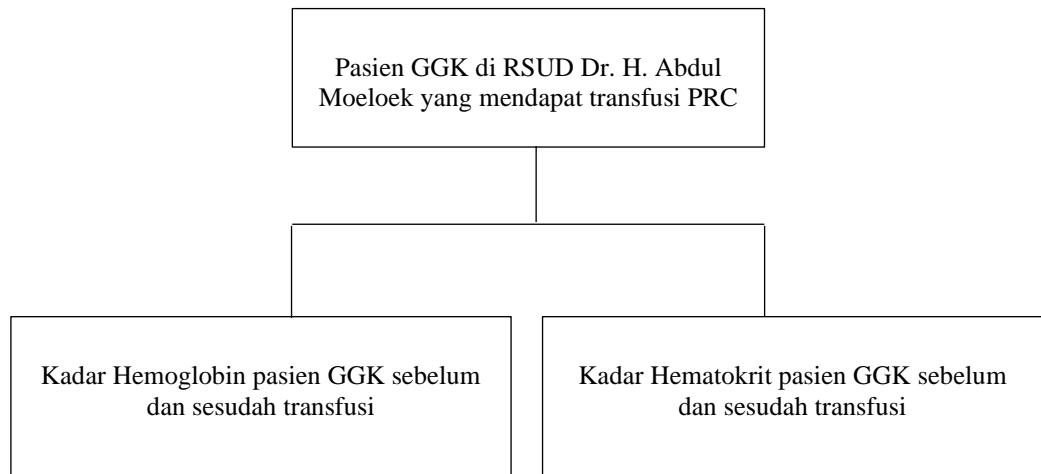 Pasien GGK di RSUD Dr. H. Abdul
Moeloek yang mendapat transfusi PRC
Kadar Hemoglobin pasien GGK sebelum
dan sesudah transfusi
Kadar Hematokrit pasien GGK sebelum
dan sesudah transfusi